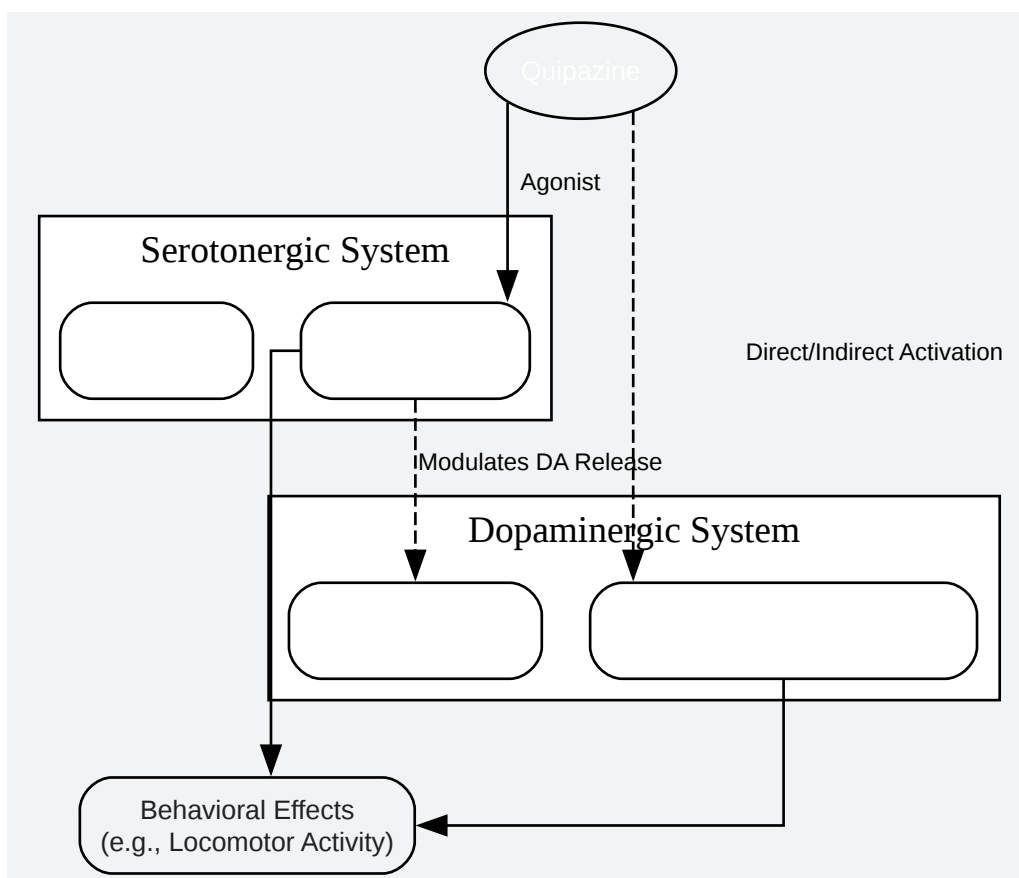 Quipazine
Agonist
Serotonergic System
Direct/Indirect Activation
Modulates DA Release
Dopaminergic System
Behavioral Effects
(e.g., Locomotor Activity)